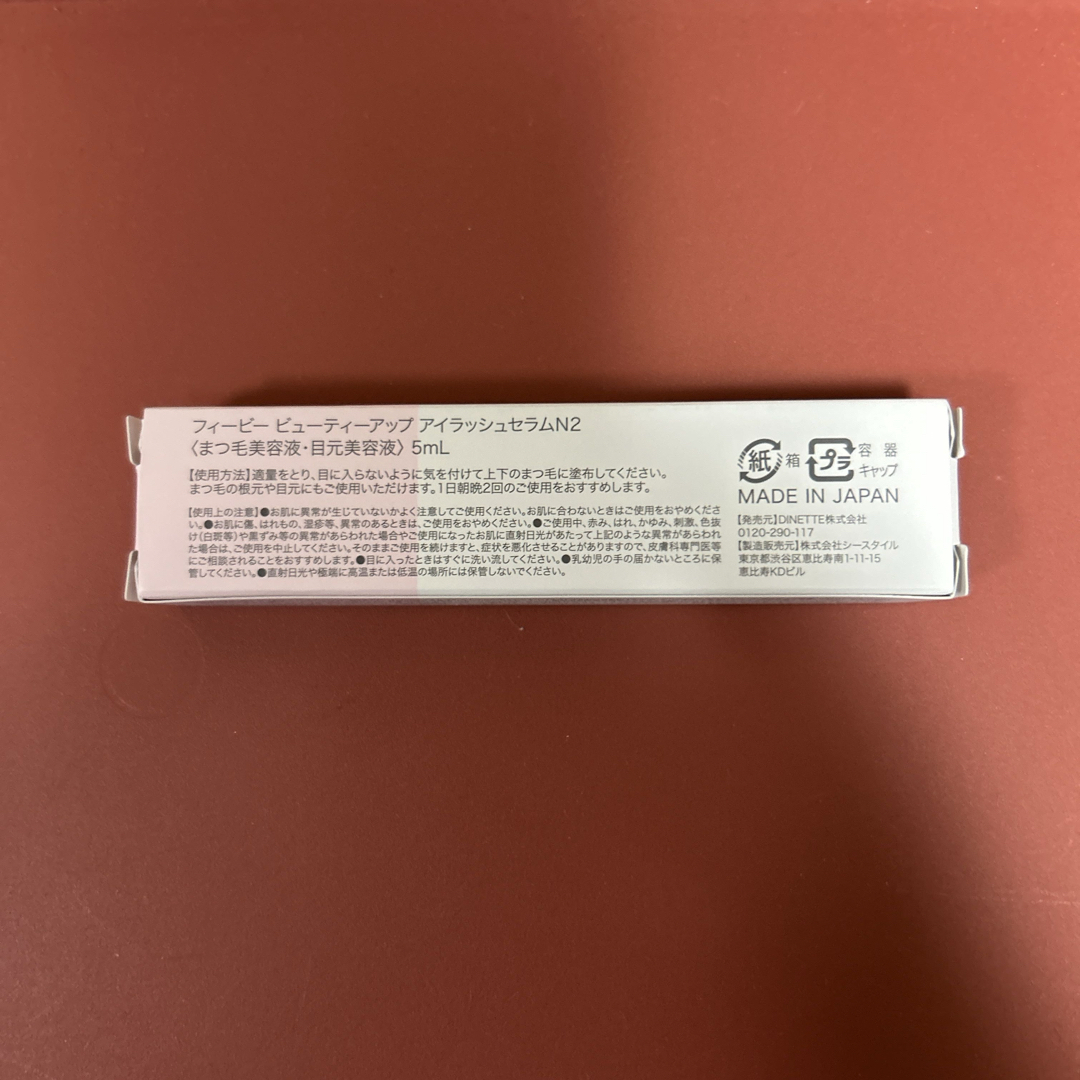 フィービー ビューティーアップ アイラッシュセラムN2
〈まつ毛美容液・目元美容液〉 5mL
【使用方法】適量をとり、目に入らないように気を付けて上下のまつ毛に塗布してください。
まつ毛の根元や目元にもご使用いただけます。1日朝晩2回のご使用をおすすめします。
【使用上の注意】●お肌に異常が生じていないかよく注意してご使用ください。お肌に合わないときはご使用をおやめくださ
い。●お肌に傷、はれもの、湿疹等、異常のあるときは、ご使用をおやめください。●ご使用中、赤み、はれ、かゆみ、刺激、色抜
け(白斑等)や黒ずみ等の異常があらわれた場合やご使用になったお肌に直射日光があたって上記のような異常があらわれ
た場合は、ご使用を中止してください。そのままご使用を続けますと、症状を悪化させることがありますので、皮膚科専門医等
にご相談されることをおすすめします。●目に入ったときはすぐに洗い流してください。●乳幼児の手の届かないところに保
管してください。●直射日光や極端に高温または低温の場所には保管しないでください。
紙 箱 プラ 容器
キャップ
MADE IN JAPAN
【発売元】DINETTE株式会社
0120-290-117
【製造販売元】株式会社シースタイル
東京都渋谷区恵比寿南1-11-15
恵比寿KDビル